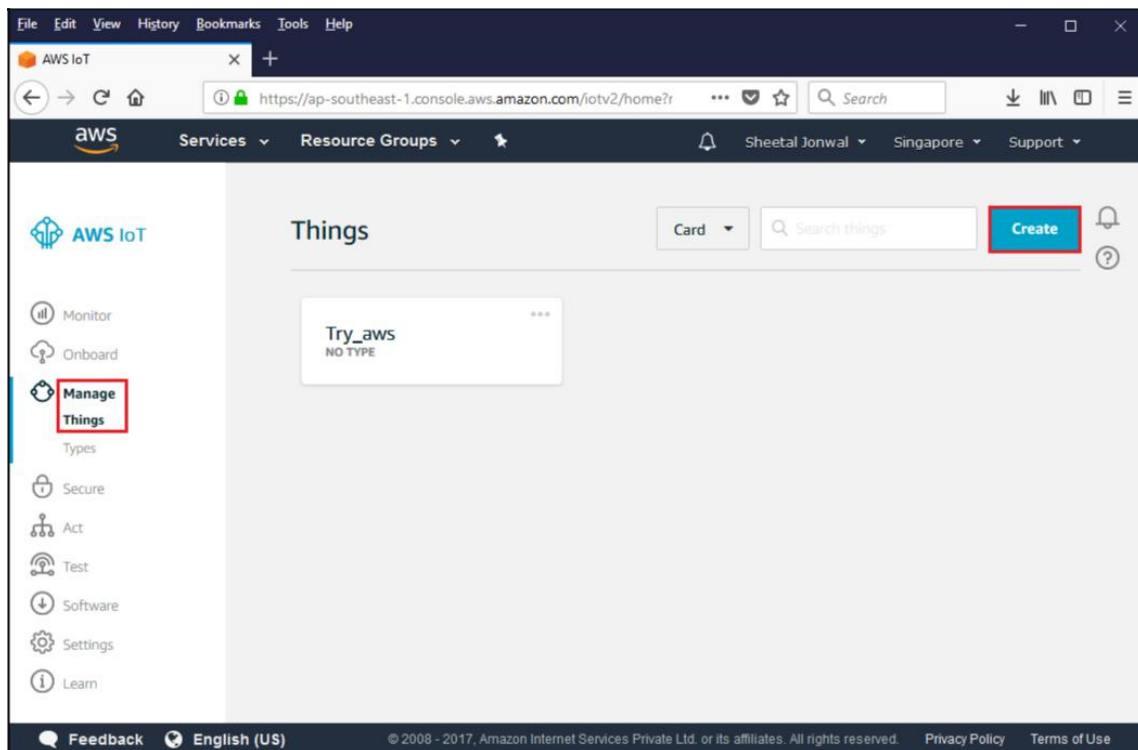 File Edit View History Bookmarks Tools Help
AWS IoT
https://ap-southeast-1.console.aws.amazon.com/iotv2/home?r
Search
aws Services Resource Groups Sheetal Jonwal Singapore Support
AWS IoT
Things
Card
Search things
Create
Monitor
Onboard
Manage
Things
Types
Secure
Act
Test
Software
Settings
Learn
Try_aws
NO TYPE
Feedback English (US) © 2008 - 2017, Amazon Internet Services Private Ltd. or its affiliates. All rights reserved. Privacy Policy Terms of Use